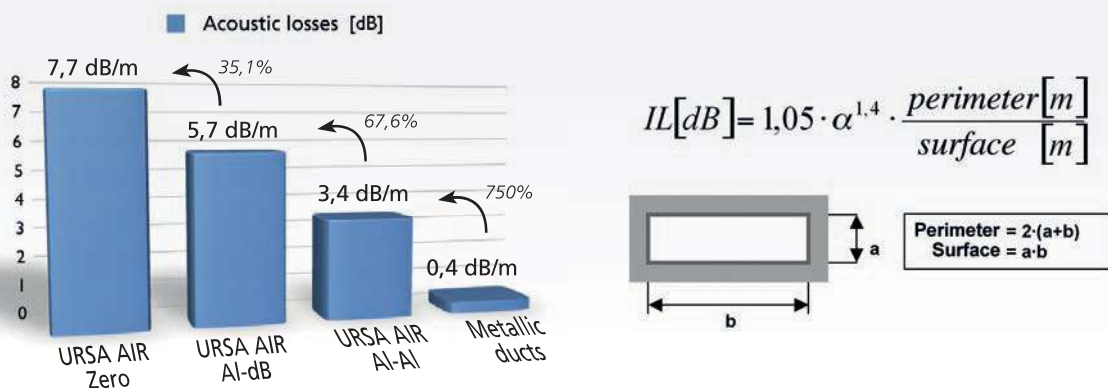 Acoustic losses [dB]
7,7 dB/m
35,1%
5,7 dB/m
67,6%
3,4 dB/m
750%
0,4 dB/m
8
7
6
5
4
3
2
1
0
URSA AIR
Zero
URSA AIR
Al-dB
URSA AIR
Al-Al
Metallic
ducts
IL[dB]= 1,05 · α^1,4 · perimeter[m]
surface [m]
a
b
Perimeter = 2·(a+b)
Surface = a·b